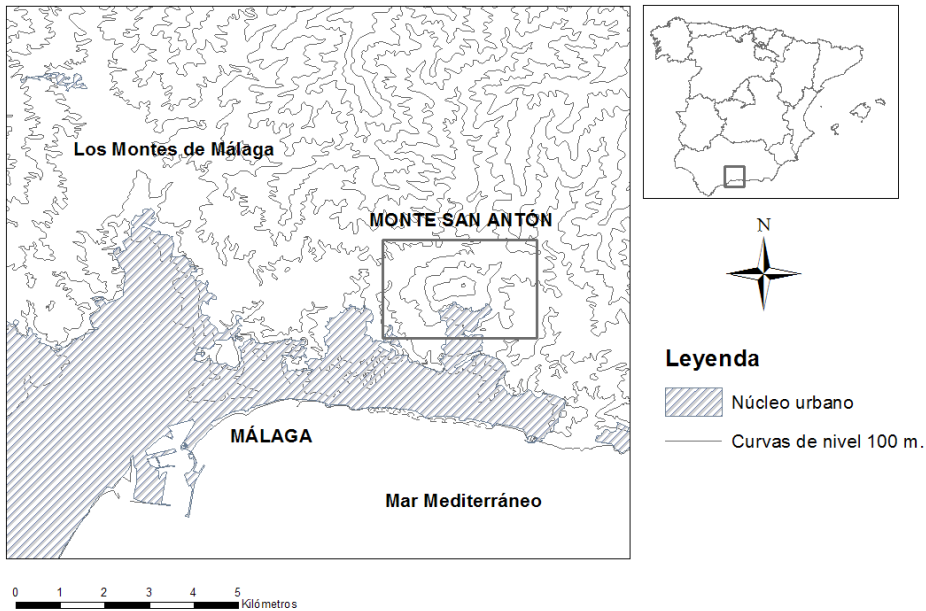 Los Montes de Málaga
MONTE SAN ANTÓN
MÁLAGA
Mar Mediterráneo
N
Leyenda
Núcleo urbano
Curvas de nivel 100 m.
0 1 2 3 4 5
Kilómetros